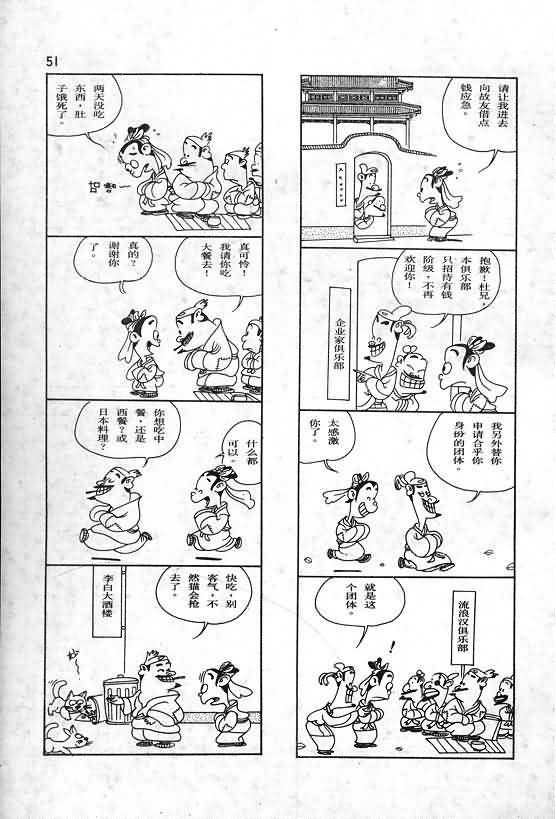 51
请让我进去
向故友借点
钱应急。
抱歉！杜兄，
本俱乐部
只招待有钱
阶级，不再
欢迎你！
企业家俱乐部
我另外替你
申请合乎你
身份的团体。
太感激
你了。
就是这
个团体。
流浪汉俱乐部
！
两天没吃
东西，肚
子饿死了。
真可怜！
我请你吃
大餐去！
真的？
谢谢你
了。
你想吃中
餐，还是
西餐？或
日本料理？
什么都
可以。
快吃，别
客气，不
然猫会抢
去了。
李白大酒楼